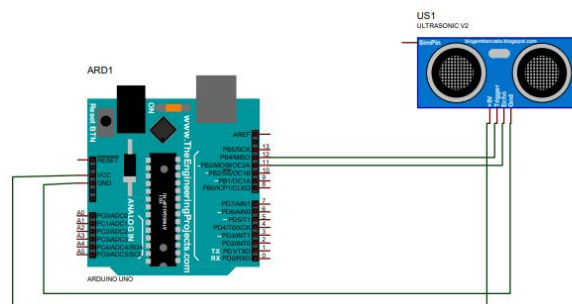 US1
ULTRASONIC V2
SimPin
blogembarcado.blogspot.com
+5V
Trigger
Echo
Gnd
ARD1
Reset BTN
ON
www.TheEngineeringProjects.com
AREF
PB5/SCK 13
PB4/MISO 12
~PB3/MOSI/OC2A 11
~PB2/SS/OC1B 10
~PB1/OC1A 9
PB0/ICP1/CLKO 8
RESET
VCC
GND
PD7/AIN1 7
~PD6/AIN0 6
~PD5/T1 5
PD4/T0/XCK 4
~PD3/INT1 3
PD2/INT0 2
TX PD1/TXD 1
RX PD0/RXD 0
ANALOG IN
A0 PC0/ADC0
A1 PC1/ADC1
A2 PC2/ADC2
A3 PC3/ADC3
A4 PC4/ADC4/SDA
A5 PC5/ADC5/SCL
ARDUINO UNO